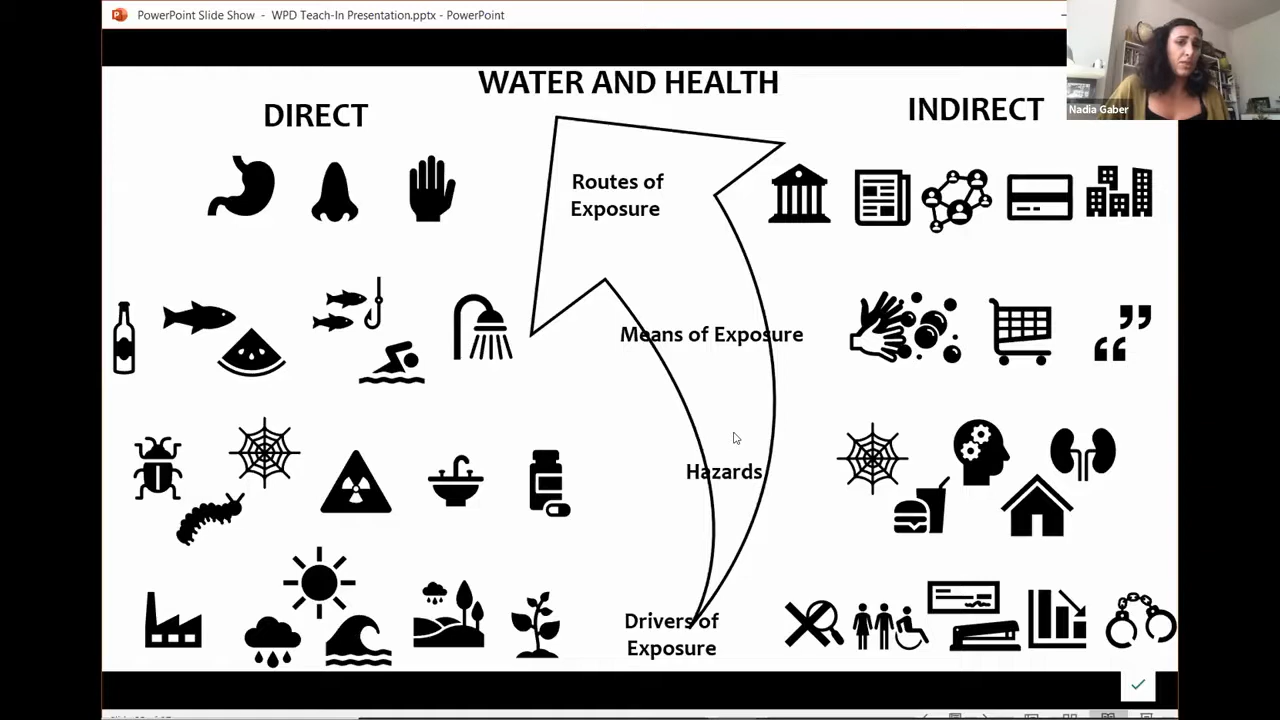 PowerPoint Slide Show - WPD Teach-In Presentation.pptx - PowerPoint
Nadia Gaber
WATER AND HEALTH
DIRECT
INDIRECT
Routes of
Exposure
Means of Exposure
Hazards
Drivers of
Exposure